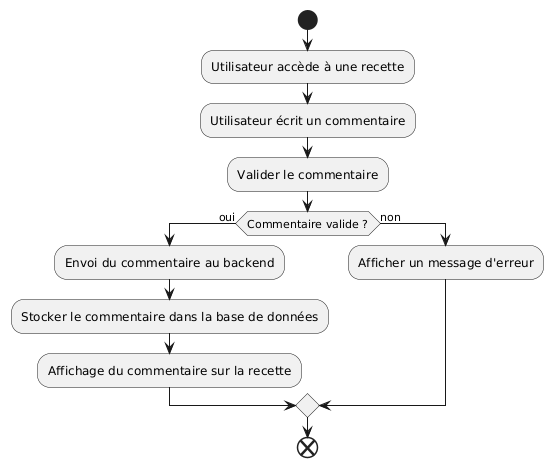 Utilisateur accède à une recette
Utilisateur écrit un commentaire
Valider le commentaire
Commentaire valide ?
oui
non
Envoi du commentaire au backend
Afficher un message d'erreur
Stocker le commentaire dans la base de données
Affichage du commentaire sur la recette